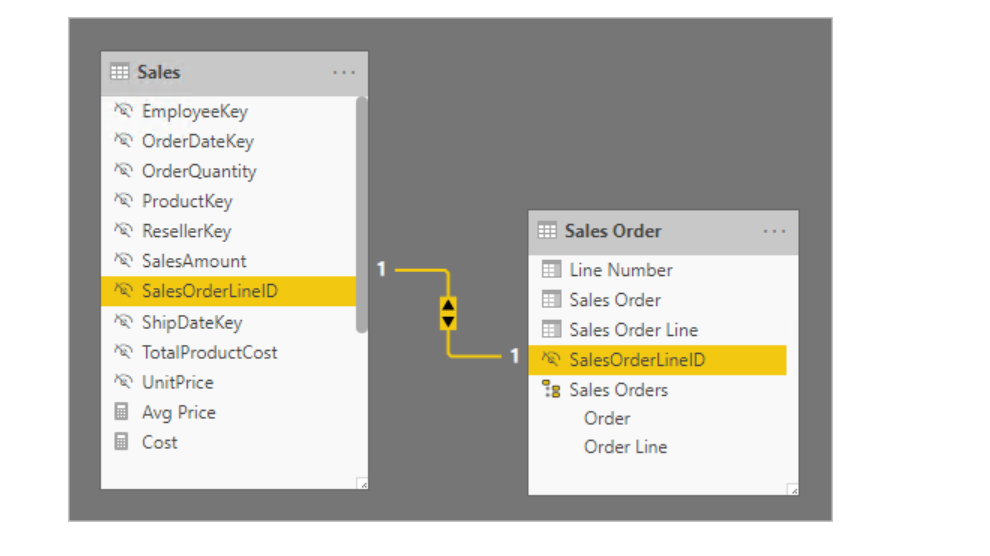 Sales
EmployeeKey
OrderDateKey
OrderQuantity
ProductKey
ResellerKey
SalesAmount
SalesOrderLineID
ShipDateKey
TotalProductCost
UnitPrice
Avg Price
Cost
1
1
Sales Order
Line Number
Sales Order
Sales Order Line
SalesOrderLineID
Sales Orders
Order
Order Line